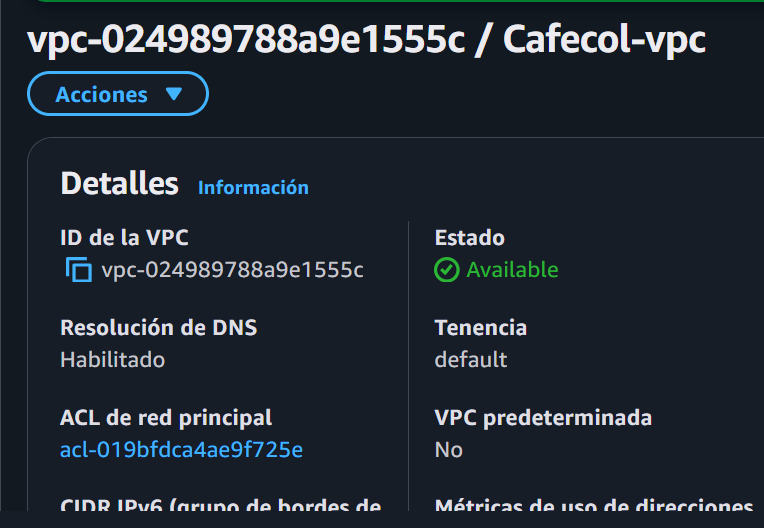 vpc-024989788a9e1555c / Cafecol-vpc
Acciones
Detalles Información
ID de la VPC
vpc-024989788a9e1555c
Estado
Available
Resolución de DNS
Habilitado
Tenencia
default
ACL de red principal
acl-019bfdca4ae9f725e
VPC predeterminada
No
CIDR IPv6 (grupo de bordes de
Métricas de uso de direcciones